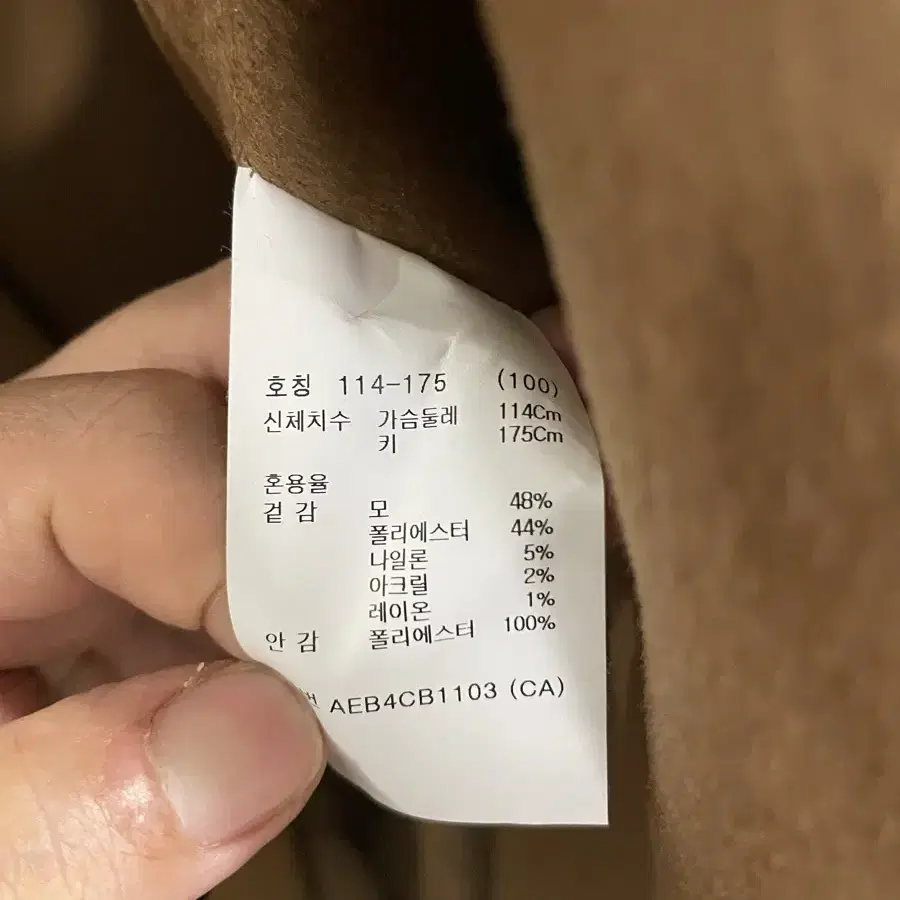 호칭 114-175 (100)
신체치수 가슴둘레 114Cm
키 175Cm
혼용율
겉 감 모 48%
폴리에스터 44%
나일론 5%
아크릴 2%
레이온 1%
안 감 폴리에스터 100%
AEB4CB1103 (CA)